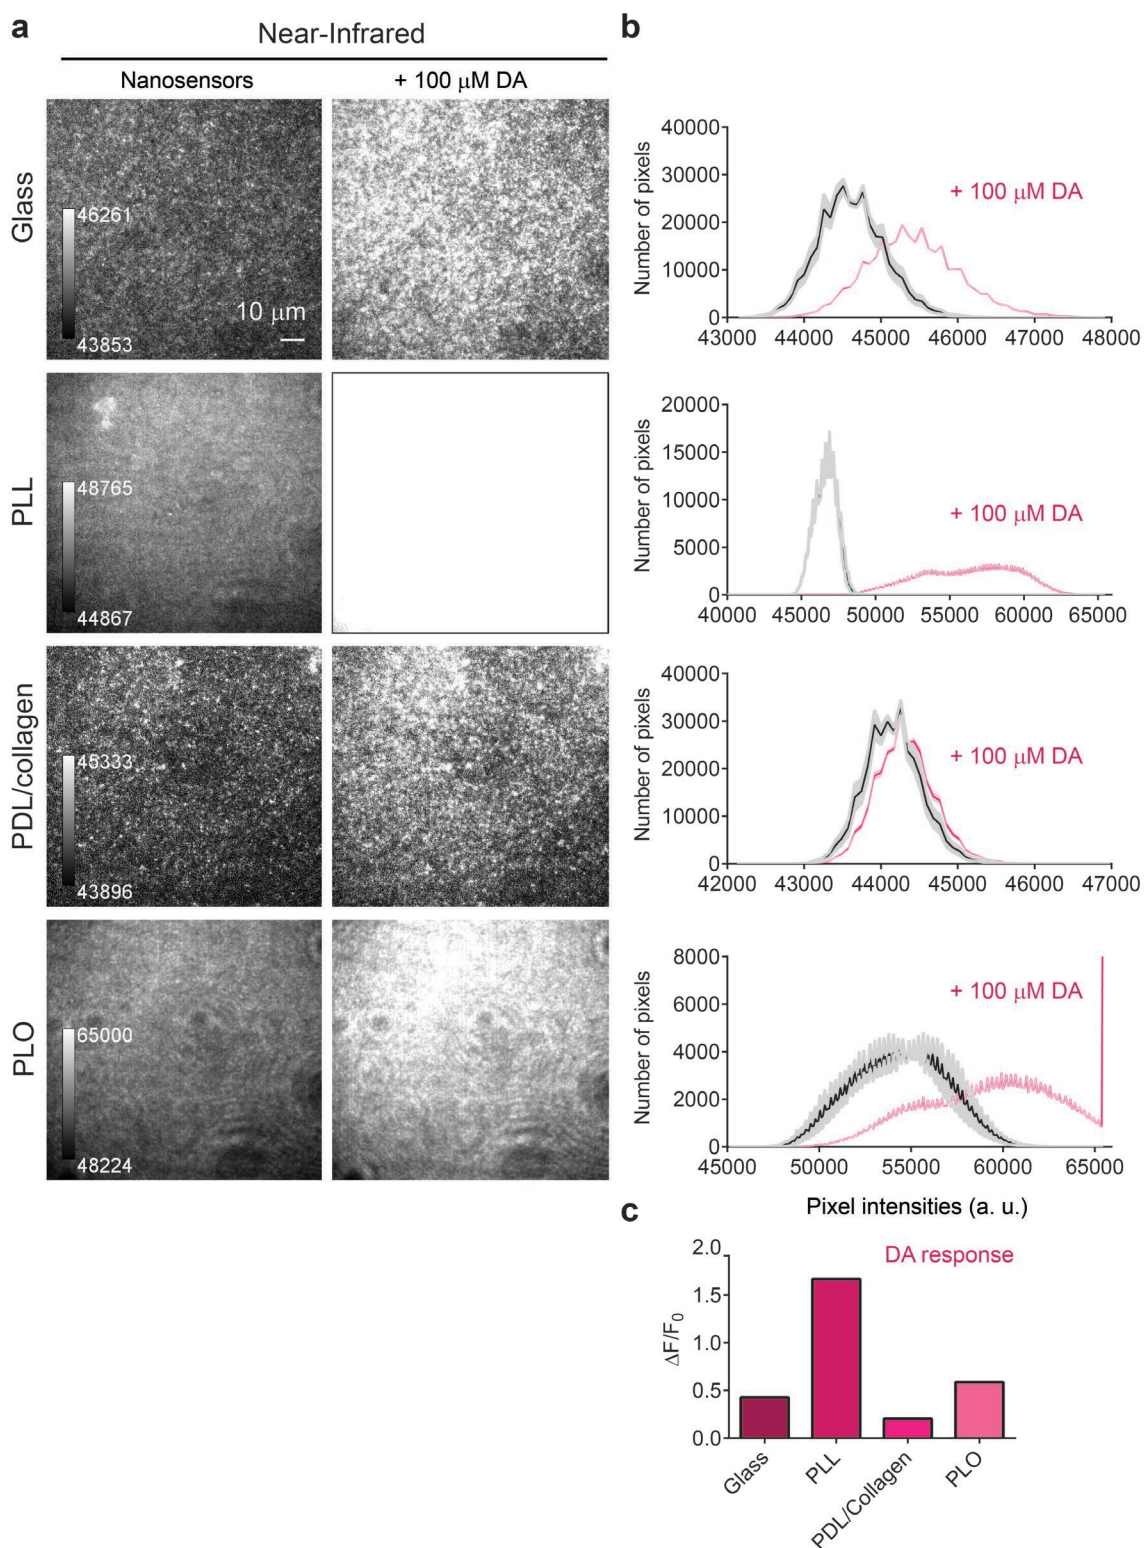 a
Near-Infrared
Nanosensors
+ 100 μM DA
Glass
46261
43853
10 μm
PLL
48765
44867
PDL/collagen
45333
43896
PLO
65000
48224
b
40000
30000
20000
10000
0
Number of pixels
+ 100 μM DA
43000 44000 45000 46000 47000 48000
20000
15000
10000
5000
0
Number of pixels
+ 100 μM DA
40000 45000 50000 55000 60000 65000
40000
30000
20000
10000
0
Number of pixels
+ 100 μM DA
42000 43000 44000 45000 46000 47000
8000
6000
4000
2000
0
Number of pixels
+ 100 μM DA
45000 50000 55000 60000 65000
Pixel intensities (a. u.)
c
DA response
2.0
1.5
1.0
0.5
0.0
ΔF/F0
Glass
PLL
PDL/Collagen
PLO